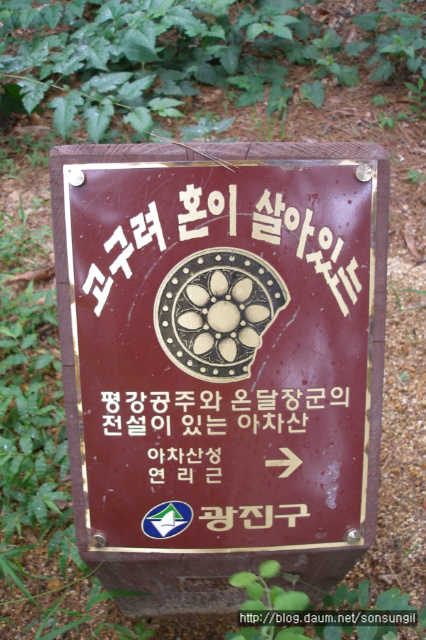 고구려 혼이 살아있는
평강공주와 온달장군의
전설이 있는 아차산
아차산성
연리근
광진구
http://blog.daum.net/sonsungil